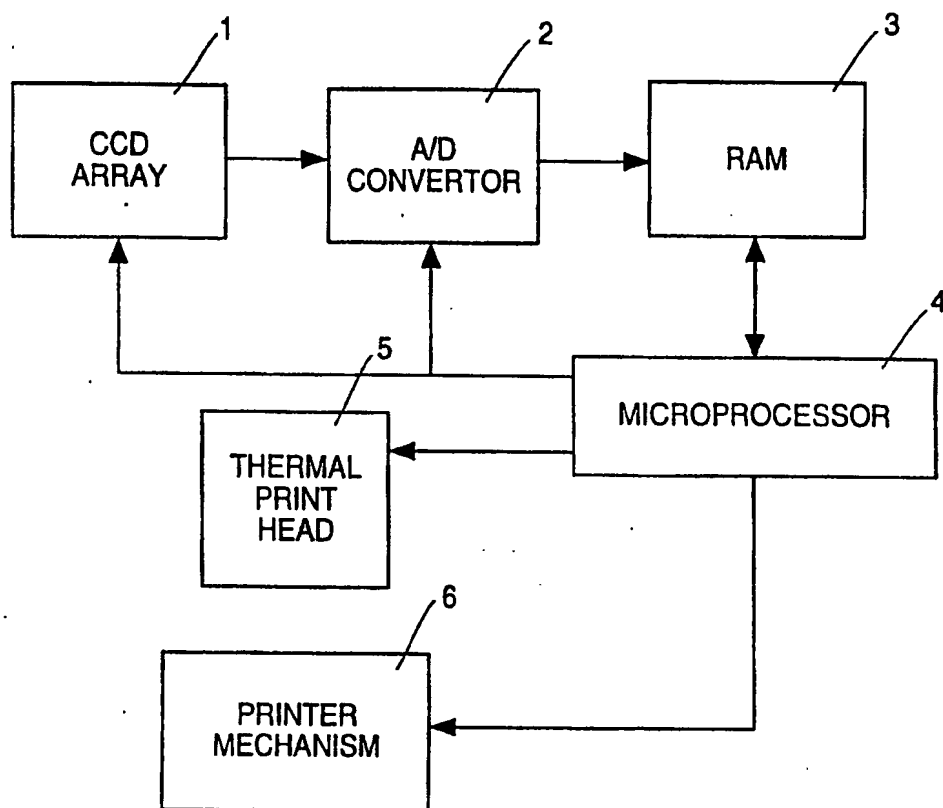 1
2
3
CCD
ARRAY
A/D
CONVERTOR
RAM
4
MICROPROCESSOR
5
THERMAL
PRINT
HEAD
6
PRINTER
MECHANISM